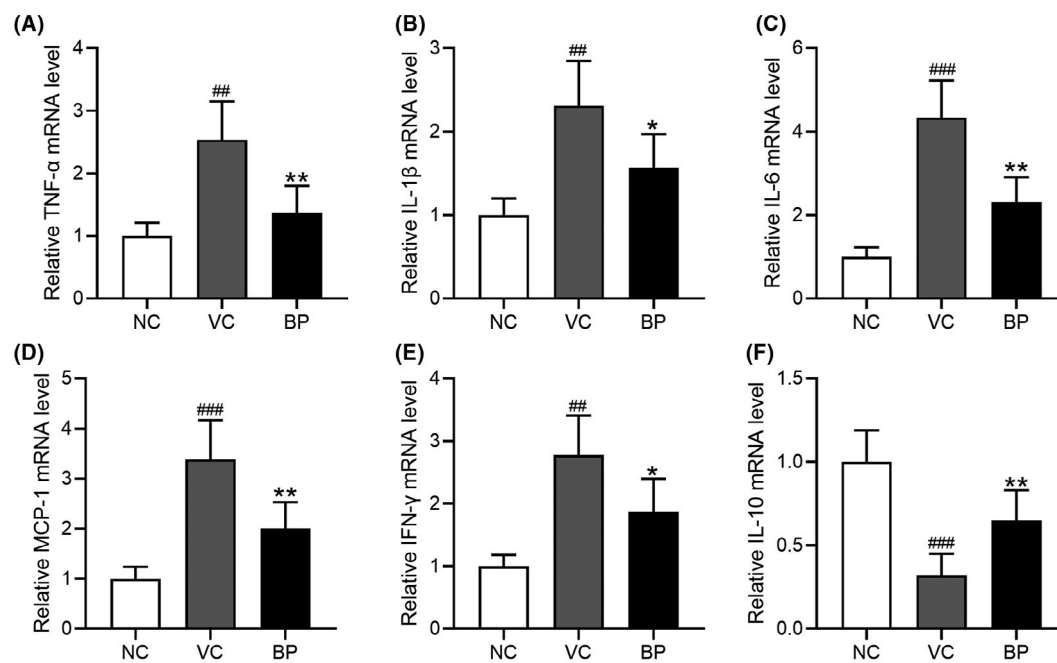 (A)
Relative TNF-α mRNA level
4
3
2
1
0
##
**
NC VC BP
(B)
Relative IL-1β mRNA level
3
2
1
0
##
*
NC VC BP
(C)
Relative IL-6 mRNA level
6
4
2
0
###
**
NC VC BP
(D)
Relative MCP-1 mRNA level
5
4
3
2
1
0
###
**
NC VC BP
(E)
Relative IFN-γ mRNA level
4
3
2
1
0
##
*
NC VC BP
(F)
Relative IL-10 mRNA level
1.5
1.0
0.5
0.0
###
**
NC VC BP